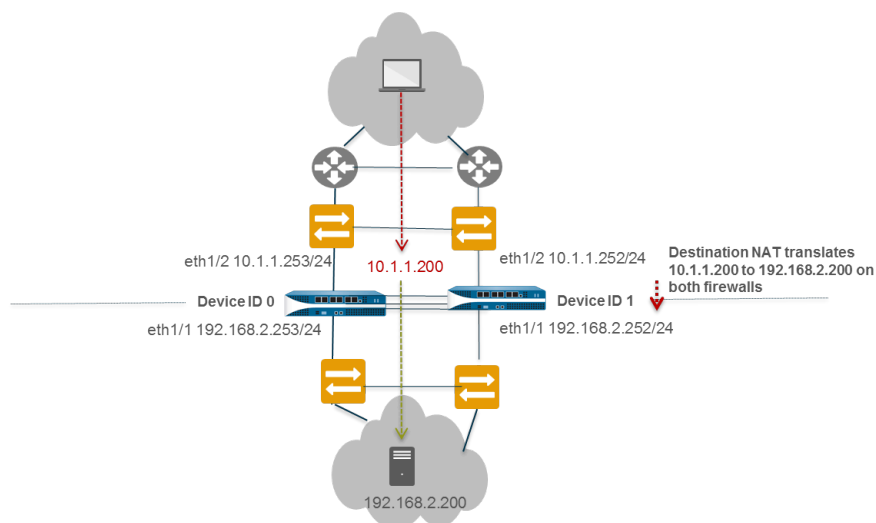 eth1/2 10.1.1.253/24
10.1.1.200
eth1/2 10.1.1.252/24
Destination NAT translates
10.1.1.200 to 192.168.2.200 on
both firewalls
Device ID 0
Device ID 1
eth1/1 192.168.2.253/24
eth1/1 192.168.2.252/24
192.168.2.200